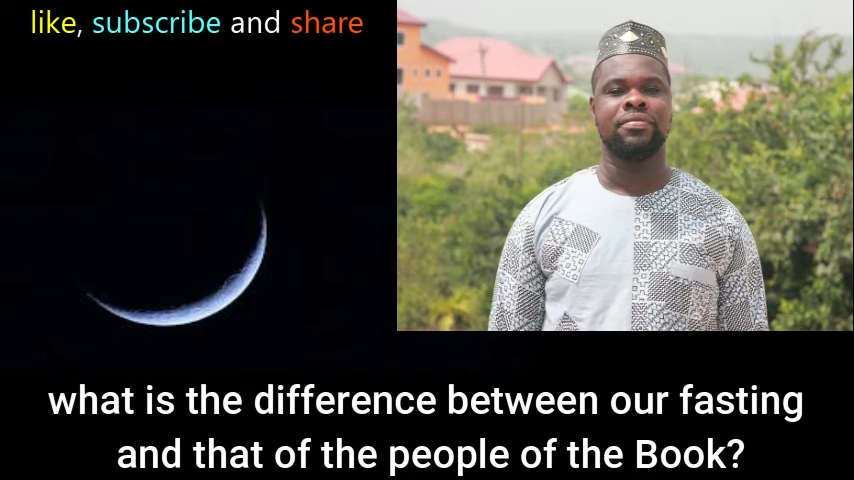 like, subscribe and share
what is the difference between our fasting
and that of the people of the Book?